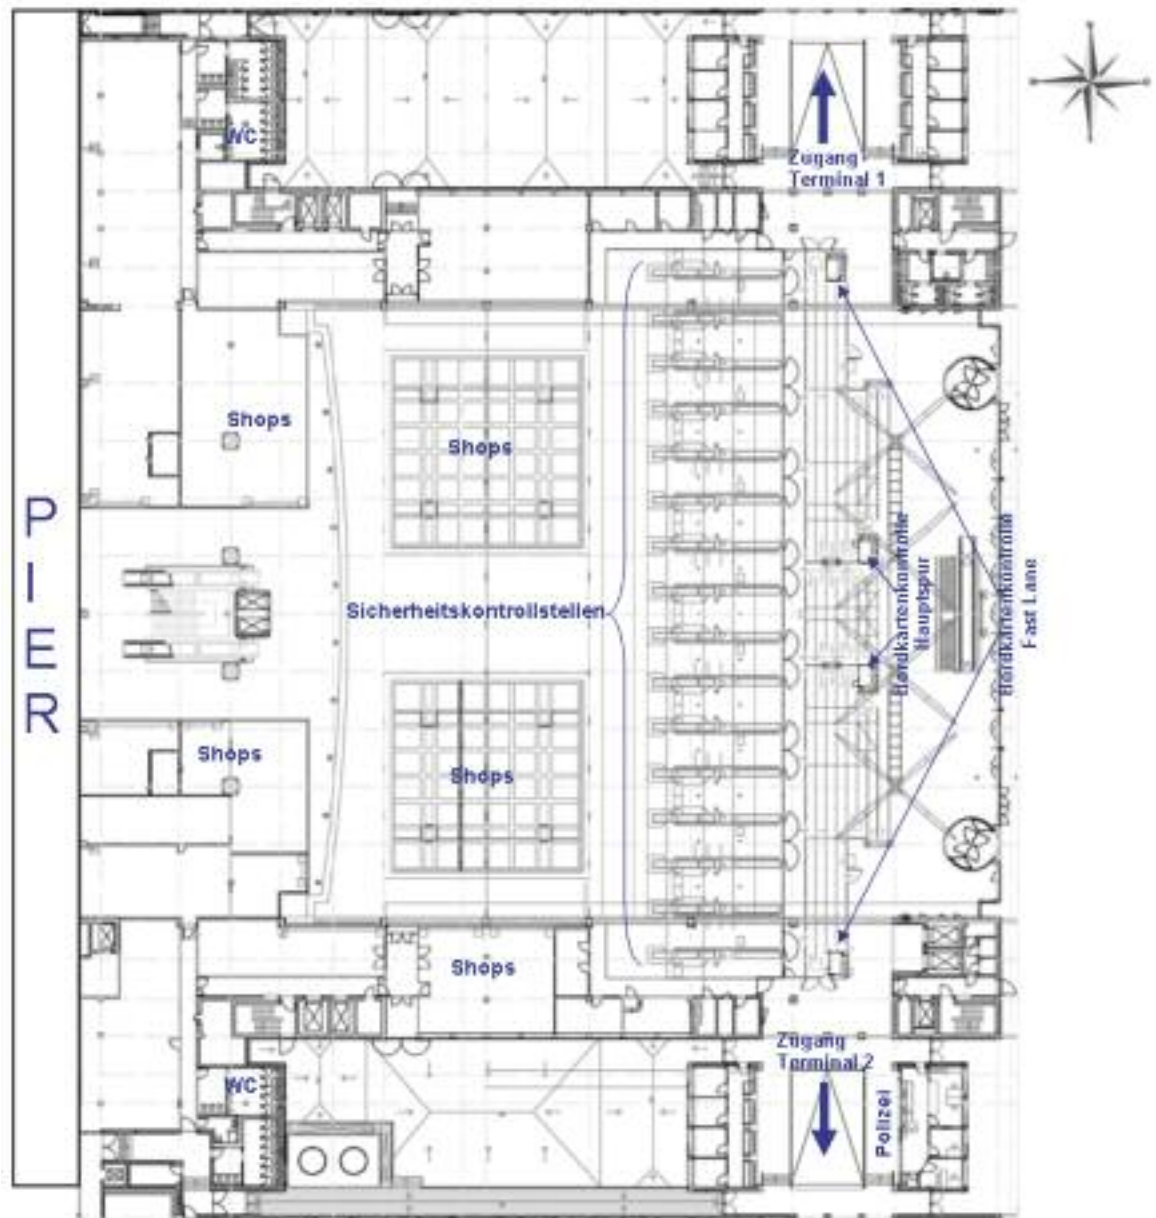 WC
Zugang
Terminal 1
Shops
Shops
PIER
Sicherheitskontrollstellen
Bordkartenkontrolle
Hauptspur
Bordkartenkontrolle
Fast Lane
Shops
Shops
Shops
Zugang
Terminal 2
WC
Polizei